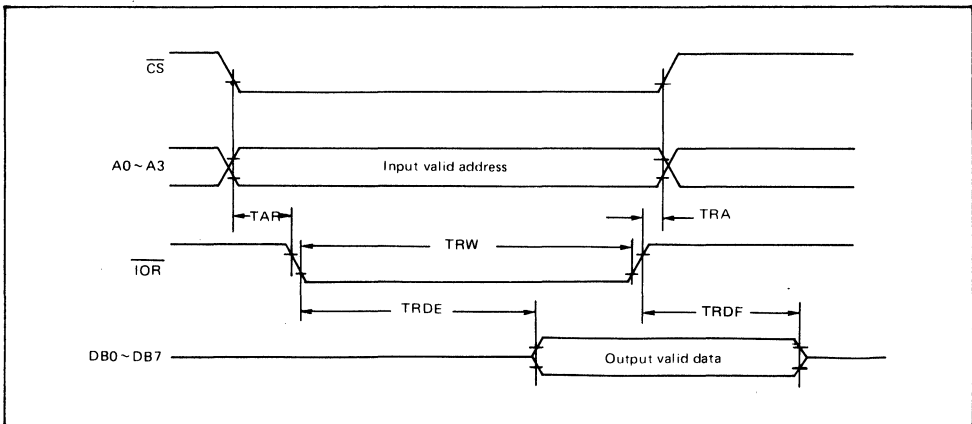 CS
A0~A3
Input valid address
TAR
TRA
TRW
IOR
TRDE
TRDF
DB0~DB7
Output valid data